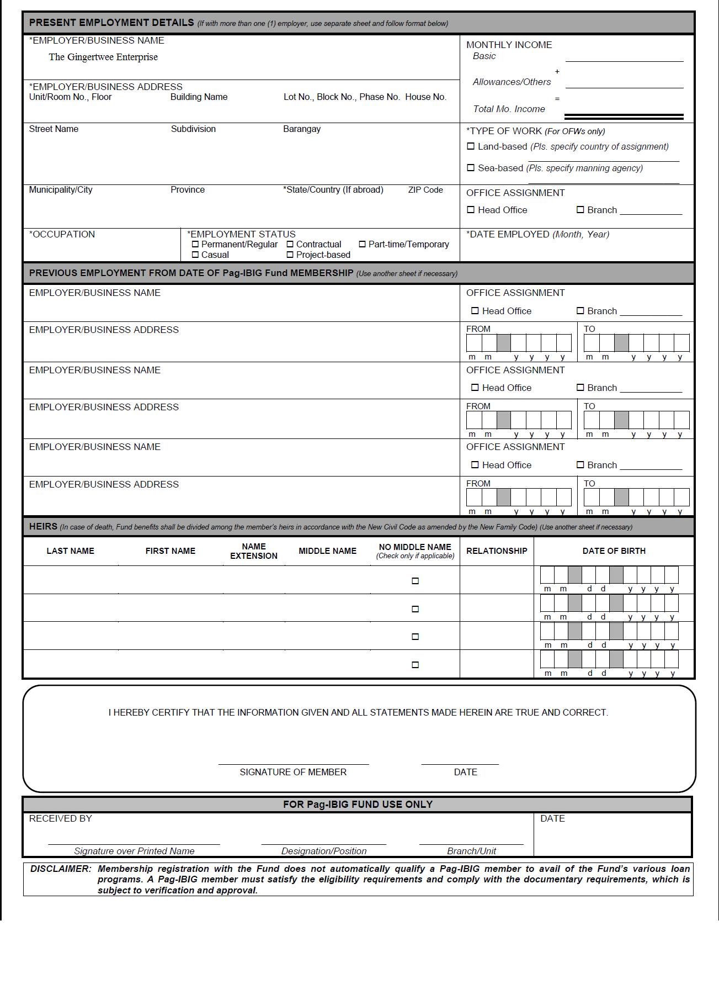 PRESENT EMPLOYMENT DETAILS (If with more than one (1) employer, use separate sheet and follow format below)
*EMPLOYER/BUSINESS NAME
The Gingertwee Enterprise
MONTHLY INCOME
Basic
+
Allowances/Others
=
Total Mo. Income
*EMPLOYER/BUSINESS ADDRESS
Unit/Room No., Floor Building Name Lot No., Block No., Phase No. House No.
Street Name Subdivision Barangay
*TYPE OF WORK (For OFWs only)
Land-based (Pls. specify country of assignment)
Sea-based (Pls. specify manning agency)
Municipality/City Province *State/Country (If abroad) ZIP Code
OFFICE ASSIGNMENT
Head Office Branch
*OCCUPATION
*EMPLOYMENT STATUS
Permanent/Regular Contractual Part-time/Temporary
Casual Project-based
*DATE EMPLOYED (Month, Year)
PREVIOUS EMPLOYMENT FROM DATE OF Pag-IBIG Fund MEMBERSHIP (Use another sheet if necessary)
EMPLOYER/BUSINESS NAME
OFFICE ASSIGNMENT
Head Office Branch
EMPLOYER/BUSINESS ADDRESS
FROM TO
m m y y y y m m y y y y
EMPLOYER/BUSINESS NAME
OFFICE ASSIGNMENT
Head Office Branch
EMPLOYER/BUSINESS ADDRESS
FROM TO
m m y y y y m m y y y y
EMPLOYER/BUSINESS NAME
OFFICE ASSIGNMENT
Head Office Branch
EMPLOYER/BUSINESS ADDRESS
FROM TO
m m y y y y m m y y y y
HEIRS (In case of death, Fund benefits shall be divided among the member's heirs in accordance with the New Civil Code as amended by the New Family Code) (Use another sheet if necessary)
LAST NAME FIRST NAME NAME EXTENSION MIDDLE NAME NO MIDDLE NAME (Check only if applicable) RELATIONSHIP DATE OF BIRTH
m m d d y y y y
m m d d y y y y
m m d d y y y y
m m d d y y y y
I HEREBY CERTIFY THAT THE INFORMATION GIVEN AND ALL STATEMENTS MADE HEREIN ARE TRUE AND CORRECT.
SIGNATURE OF MEMBER DATE
FOR Pag-IBIG FUND USE ONLY
RECEIVED BY DATE
Signature over Printed Name Designation/Position Branch/Unit
DISCLAIMER: Membership registration with the Fund does not automatically qualify a Pag-IBIG member to avail of the Fund's various loan
programs. A Pag-IBIG member must satisfy the eligibility requirements and comply with the documentary requirements, which is
subject to verification and approval.